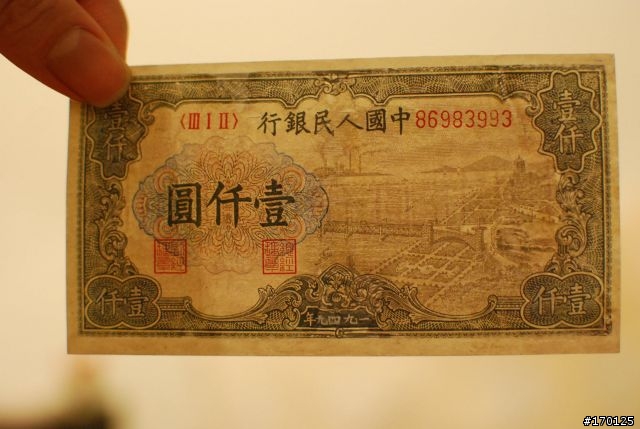 壹仟
壹仟
〈III I II〉
中國人民銀行
86983993
壹仟圓
壹仟
壹仟
一九四九年
#170125